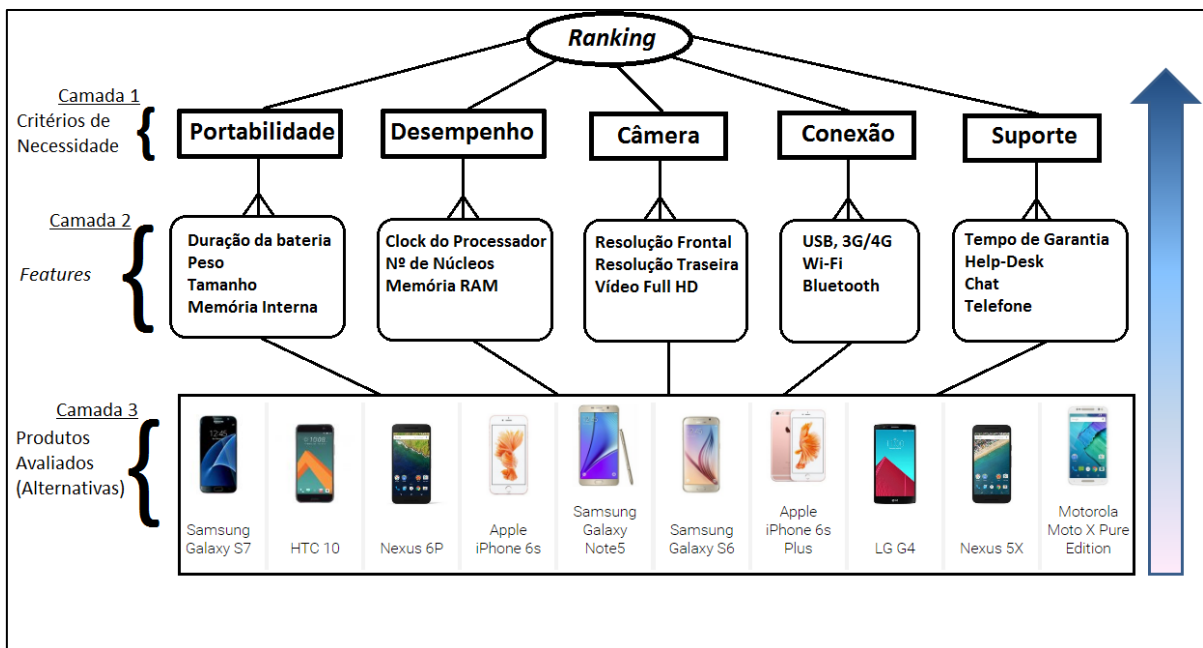 Ranking
Camada 1
Critérios de
Necessidade
Portabilidade
Desempenho
Câmera
Conexão
Suporte
Camada 2
Features
Duração da bateria
Peso
Tamanho
Memória Interna
Clock do Processador
Nº de Núcleos
Memória RAM
Resolução Frontal
Resolução Traseira
Vídeo Full HD
USB, 3G/4G
Wi-Fi
Bluetooth
Tempo de Garantia
Help-Desk
Chat
Telefone
Camada 3
Produtos
Avaliados
(Alternativas)
Samsung
Galaxy S7
HTC 10
Nexus 6P
Apple
iPhone 6s
Samsung
Galaxy
Note5
Samsung
Galaxy S6
Apple
iPhone 6s
Plus
LG G4
Nexus 5X
Motorola
Moto X Pure
Edition